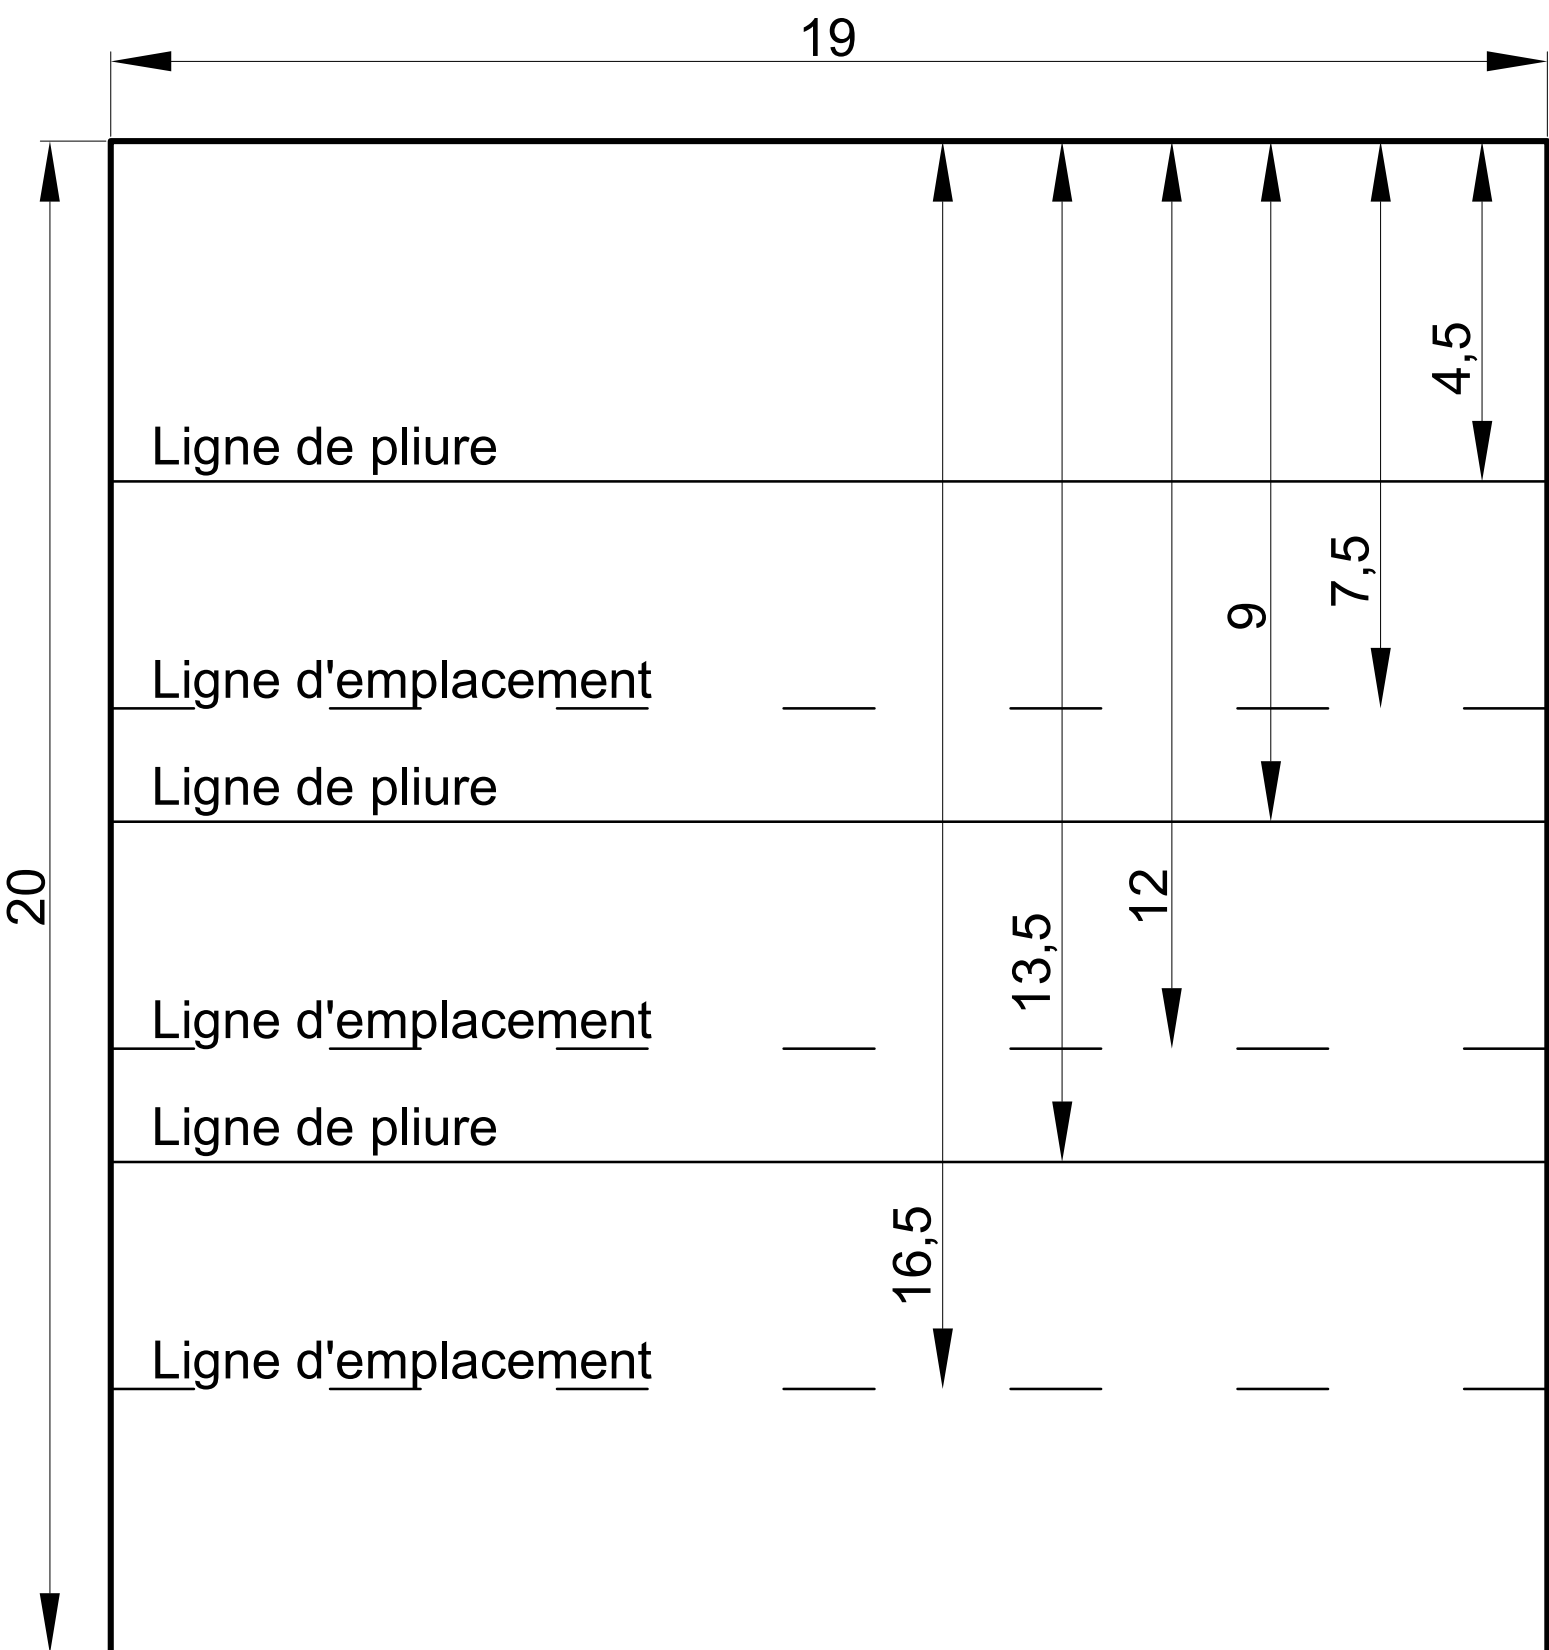 19
4,5
Ligne de pliure
7,5
9
Ligne d'emplacement
Ligne de pliure
20
12
13,5
Ligne d'emplacement
Ligne de pliure
16,5
Ligne d'emplacement